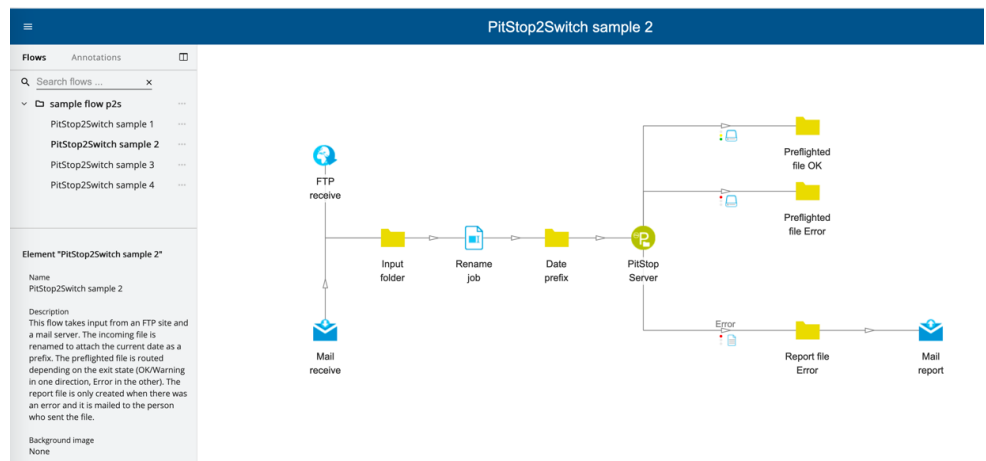 PitStop2Switch sample 2
Flows Annotations
Search flows ...
sample flow p2s
PitStop2Switch sample 1
PitStop2Switch sample 2
PitStop2Switch sample 3
PitStop2Switch sample 4
Element "PitStop2Switch sample 2"
Name
PitStop2Switch sample 2
Description
This flow takes input from an FTP site and
a mail server. The incoming file is
renamed to attach the current date as a
prefix. The preflighted file is routed
depending on the exit state (OK/Warning
in one direction, Error in the other). The
report file is only created when there was
an error and it is mailed to the person
who sent the file.
Background image
None
FTP
receive
Mail
receive
Input
folder
Rename
job
Date
prefix
PitStop
Server
Preflighted
file OK
Preflighted
file Error
Error
Report file
Error
Mail
report